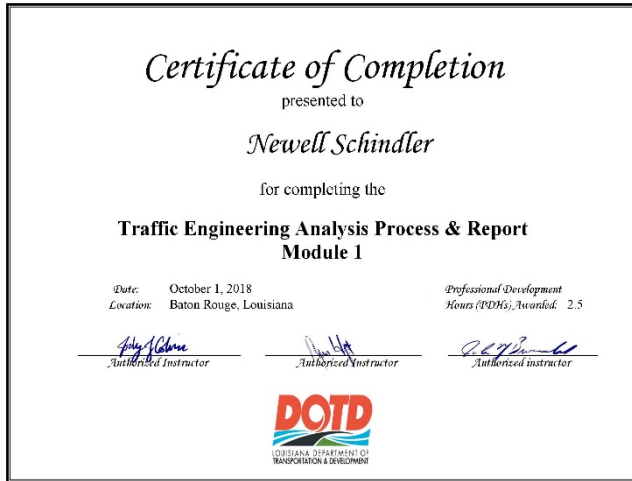 Certificate of Completion
presented to
Newell Schindler
for completing the
Traffic Engineering Analysis Process & Report
Module 1
Date: October 1, 2018
Location: Baton Rouge, Louisiana
Professional Development
Hours (PDHs) Awarded: 2.5
Authorized Instructor
Authorized Instructor
Authorized instructor
DOTD
LOUISIANA DEPARTMENT OF
TRANSPORTATION & DEVELOPMENT